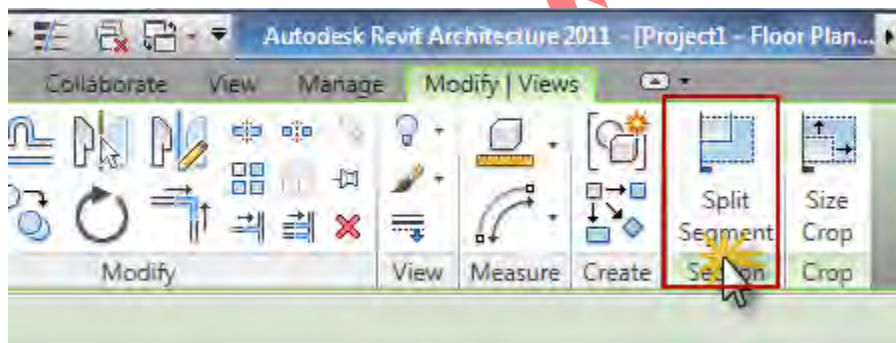 Autodesk Revit Architecture 2011 - [Project1 - Floor Plan...
Collaborate View Manage Modify | Views
Split
Segment
Size
Crop
Modify View Measure Create Section Crop